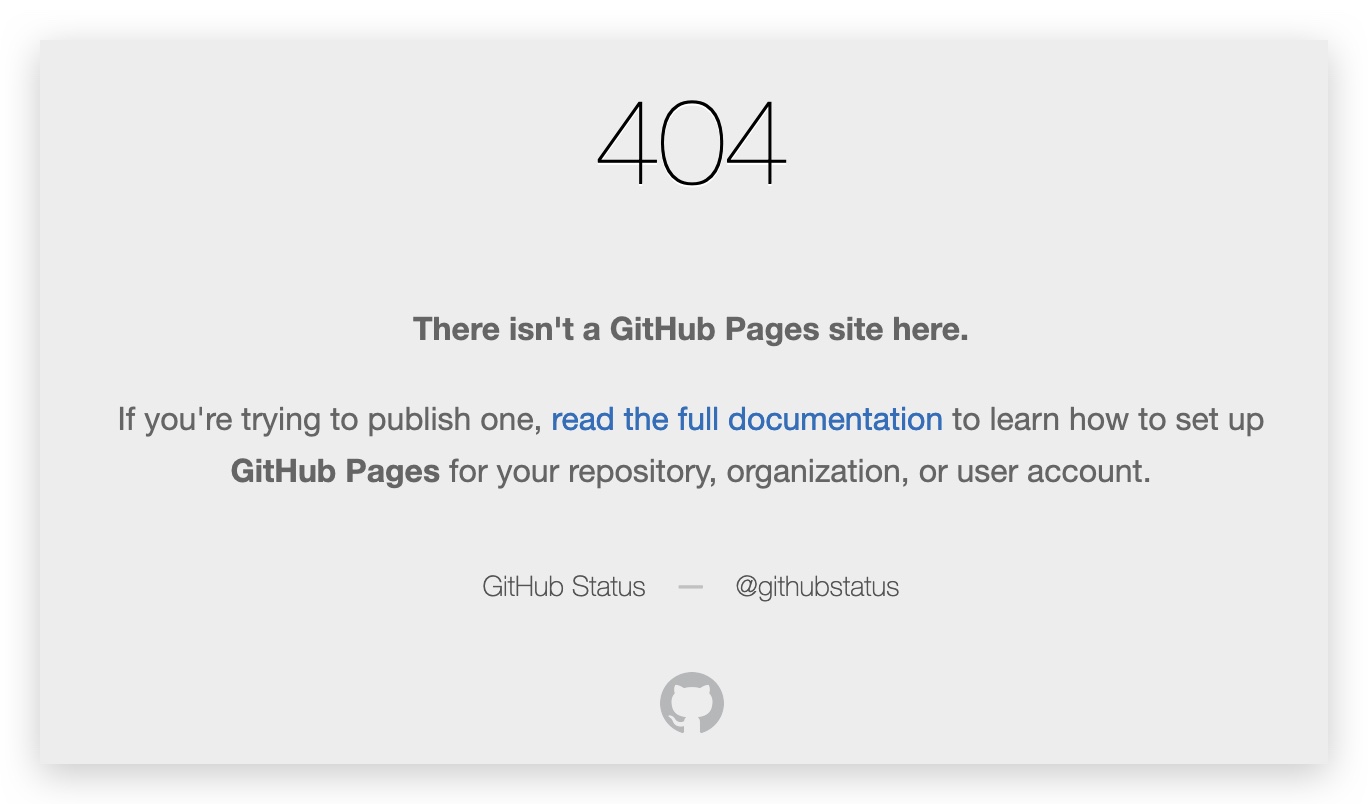 404
There isn't a GitHub Pages site here.
If you're trying to publish one, read the full documentation to learn how to set up
GitHub Pages for your repository, organization, or user account.
GitHub Status — @githubstatus